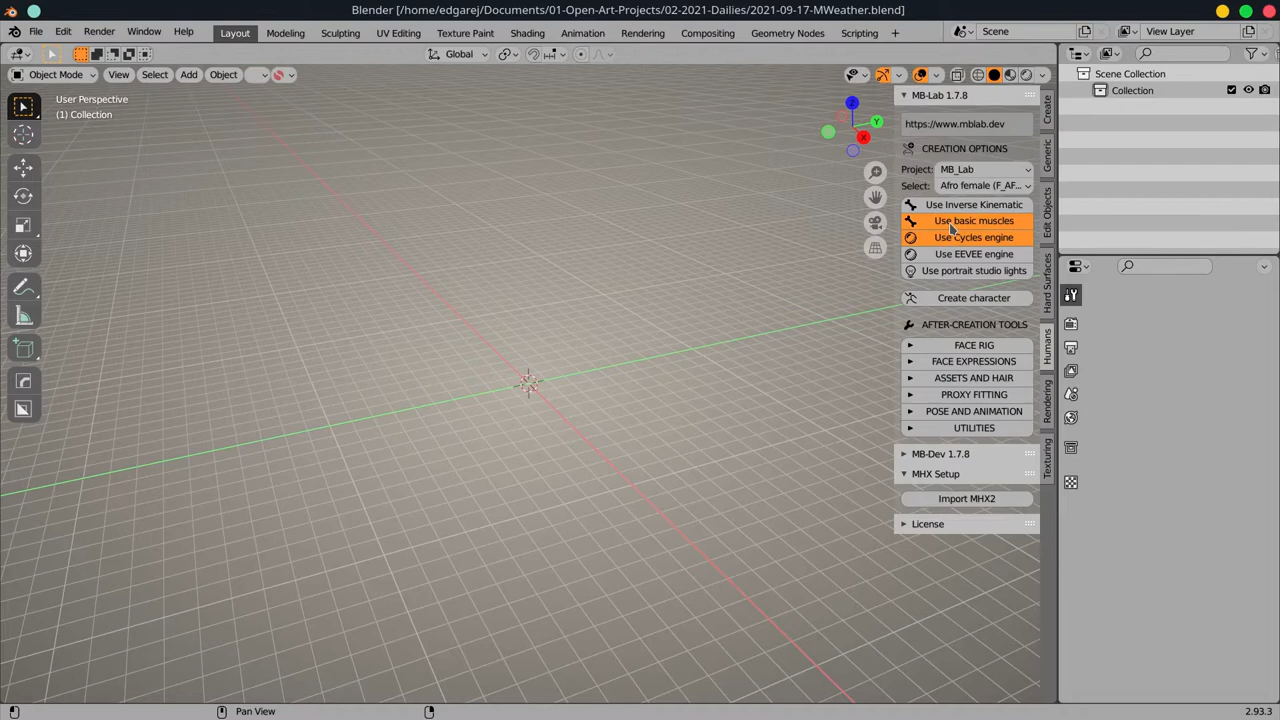 Blender [/home/edgarej/Documents/01-Open-Art-Projects/02-2021-Dailies/2021-09-17-MWeather.blend]
File Edit Render Window Help Layout Modeling Sculpting UV Editing Texture Paint Shading Animation Rendering Compositing Geometry Nodes Scripting + Scene View Layer
Global
Object Mode View Select Add Object
User Perspective
(1) Collection
Z
Y
X
MB-Lab 1.7.8
https://www.mblab.dev
CREATION OPTIONS
Project: MB_Lab
Select: Afro female (F_AF...
Use Inverse Kinematic
Use basic muscles
Use Cycles engine
Use EEVEE engine
Use portrait studio lights
Create character
AFTER-CREATION TOOLS
FACE RIG
FACE EXPRESSIONS
ASSETS AND HAIR
PROXY FITTING
POSE AND ANIMATION
UTILITIES
MB-Dev 1.7.8
MHX Setup
Import MHX2
License
Create
Generic
Edit Objects
Hard Surfaces
Humans
Rendering
Texturing
Scene Collection
Collection
Pan View
2.93.3